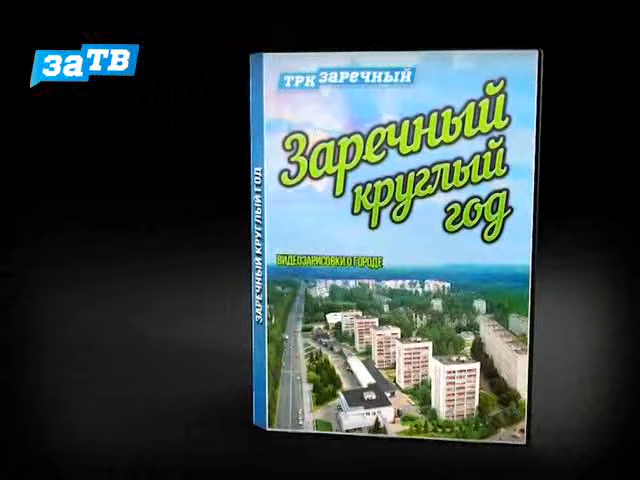 заТВ
ТРК заречный
Заречный
круглый
год
ВИДЕОЗАРИСОВКИ О ГОРОДЕ
ЗАРЕЧНЫЙ КРУГЛЫЙ ГОД